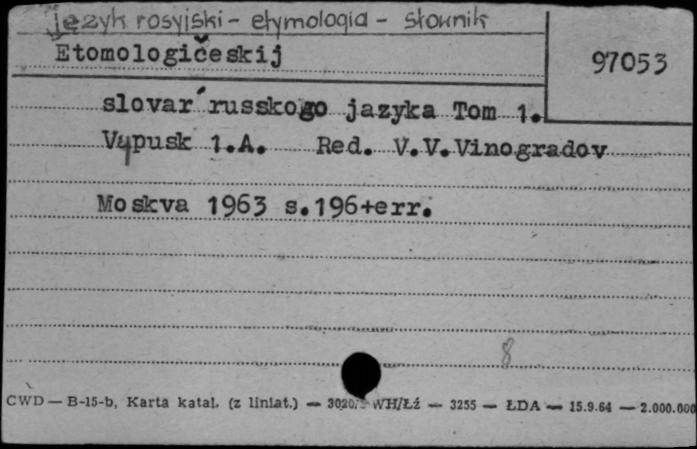 język rosyjski - etymologia - słownik
Etomologičeskij
97053
slovar´russkogo jazyka Tom 1.
Vypusk 1.A. Red. V.V.Vinogradov
Moskva 1963 s.196+err.
8
CWD — B-15-b, Karta katal. (z liniat.) — 3020, WH/Łź — 3255 — ŁDA — 15.9.64 — 2.000.000